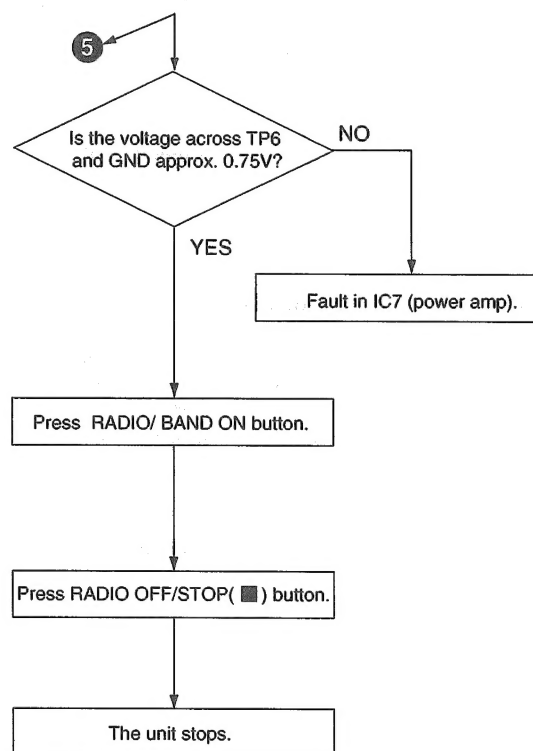 5
Is the voltage across TP6
and GND approx. 0.75V?
NO
YES
Fault in IC7 (power amp).
Press RADIO/ BAND ON button.
Press RADIO OFF/STOP( ■ ) button.
The unit stops.